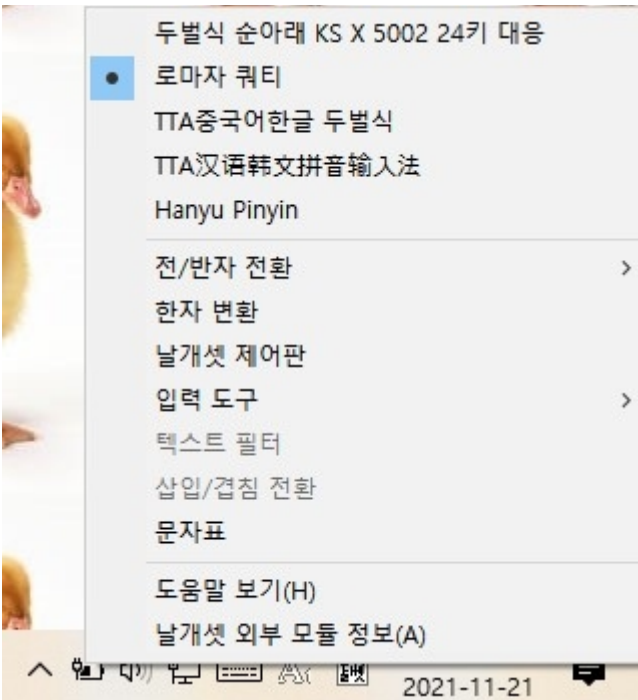 두벌식 순아래 KS X 5002 24키 대응
로마자 쿼티
TTA중국어한글 두벌식
TTA汉语韩文拼音输入法
Hanyu Pinyin
전/반자 전환
한자 변환
날개셋 제어판
입력 도구
텍스트 필터
삽입/겹침 전환
문자표
도움말 보기(H)
날개셋 외부 모듈 정보(A)
2021-11-21